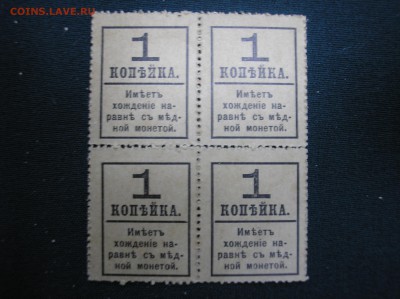 COINS.LAVE.RU
1
КОПѢЙКА.
Имѣетъ
хожденіе на-
равнѣ съ мѣд-
ной монетой.
1
КОПѢЙКА.
Имѣетъ
хожденіе на-
равнѣ съ мѣд-
ной монетой.
1
КОПѢЙКА.
Имѣетъ
хожденіе на-
равнѣ съ мѣд-
ной монетой.
1
КОПѢЙКА.
Имѣетъ
хожденіе на-
равнѣ съ мѣд-
ной монетой.